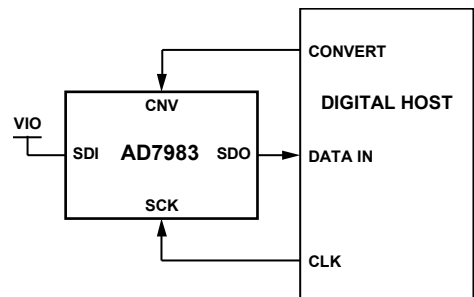 CONVERT
CNV
DIGITAL HOST
VIO
SDI AD7983 SDO
DATA IN
SCK
CLK